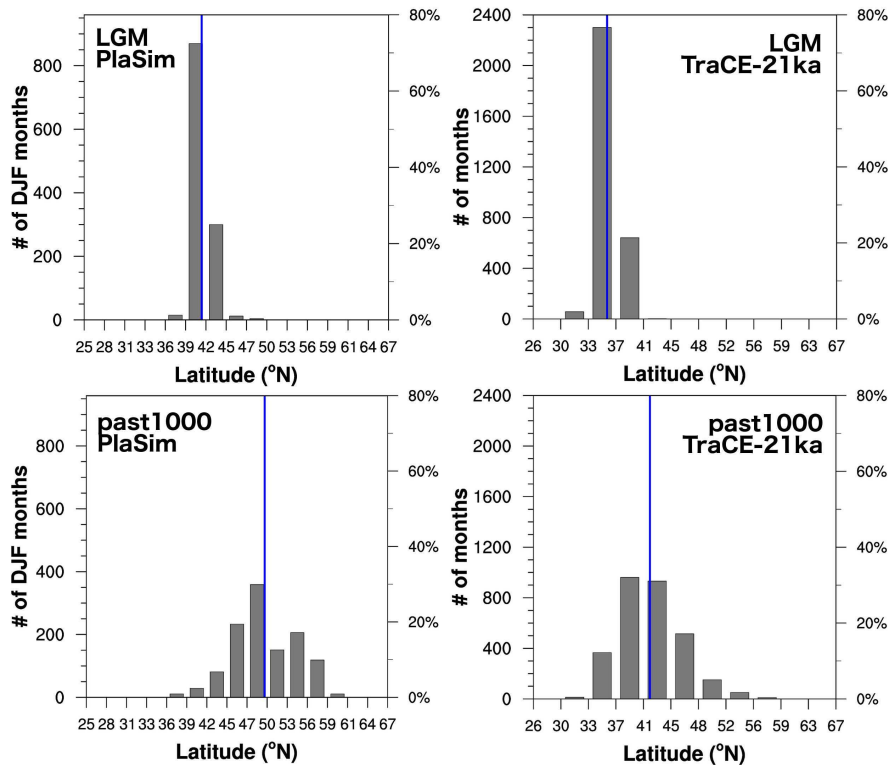 LGM
PlaSim
800
600
400
200
0
80%
60%
40%
20%
0%
25 28 31 33 36 39 42 45 47 50 53 56 59 61 64 67
# of DJF months
Latitude (°N)
LGM
TraCE-21ka
2400
2200
1600
1200
800
400
0
80%
60%
40%
20%
0%
26 30 33 37 41 45 48 52 56 59 63 67
# of months
Latitude (°N)
past1000
PlaSim
800
600
400
200
0
80%
60%
40%
20%
0%
25 28 31 33 36 39 42 45 47 50 53 56 59 61 64 67
# of DJF months
Latitude (°N)
past1000
TraCE-21ka
2400
2000
1600
1200
800
400
0
80%
60%
40%
20%
0%
26 30 33 37 41 45 48 52 56 59 63 67
# of months
Latitude (°N)